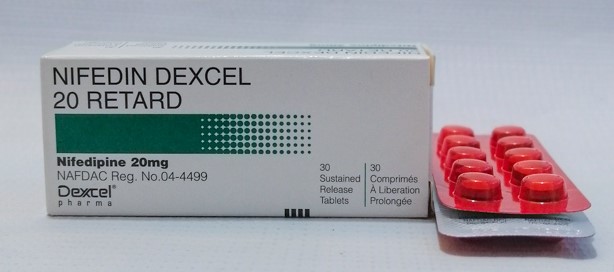 NIFEDIN DEXCEL
20 RETARD
Nifedipine 20mg
NAFDAC Reg. No.04-4499
Dexcel®
pharma
30
Sustained
Release
Tablets
30
Comprimés
À Liberation
Prolongée